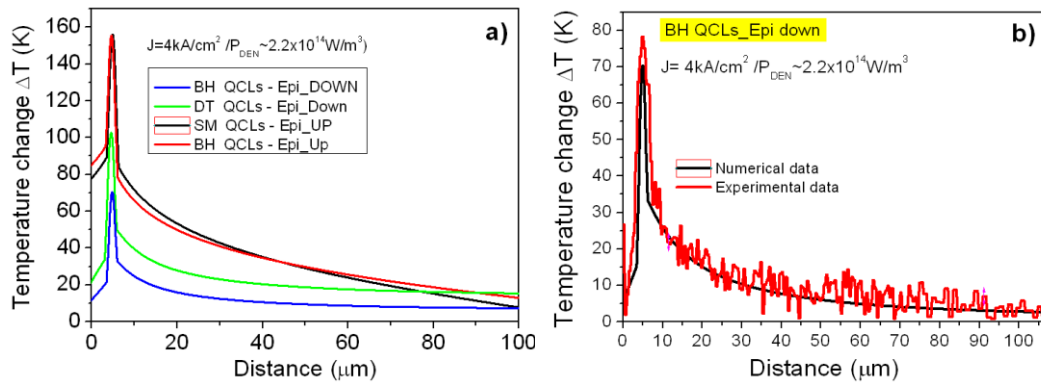 a)
J=4kA/cm² /P_DEN~2.2x10¹⁴W/m³)
BH QCLs - Epi_DOWN
DT QCLs - Epi_Down
SM QCLs - Epi_UP
BH QCLs - Epi_Up
Temperature change ΔT (K)
160
140
120
100
80
60
40
20
0
0 20 40 60 80 100
Distance (μm)
b)
BH QCLs_Epi down
J= 4kA/cm² /P_DEN~2.2x10¹⁴W/m³
Numerical data
Experimental data
Temperature change ΔT (K)
80
70
60
50
40
30
20
10
0
0 10 20 30 40 50 60 70 80 90 100
Distance (μm)